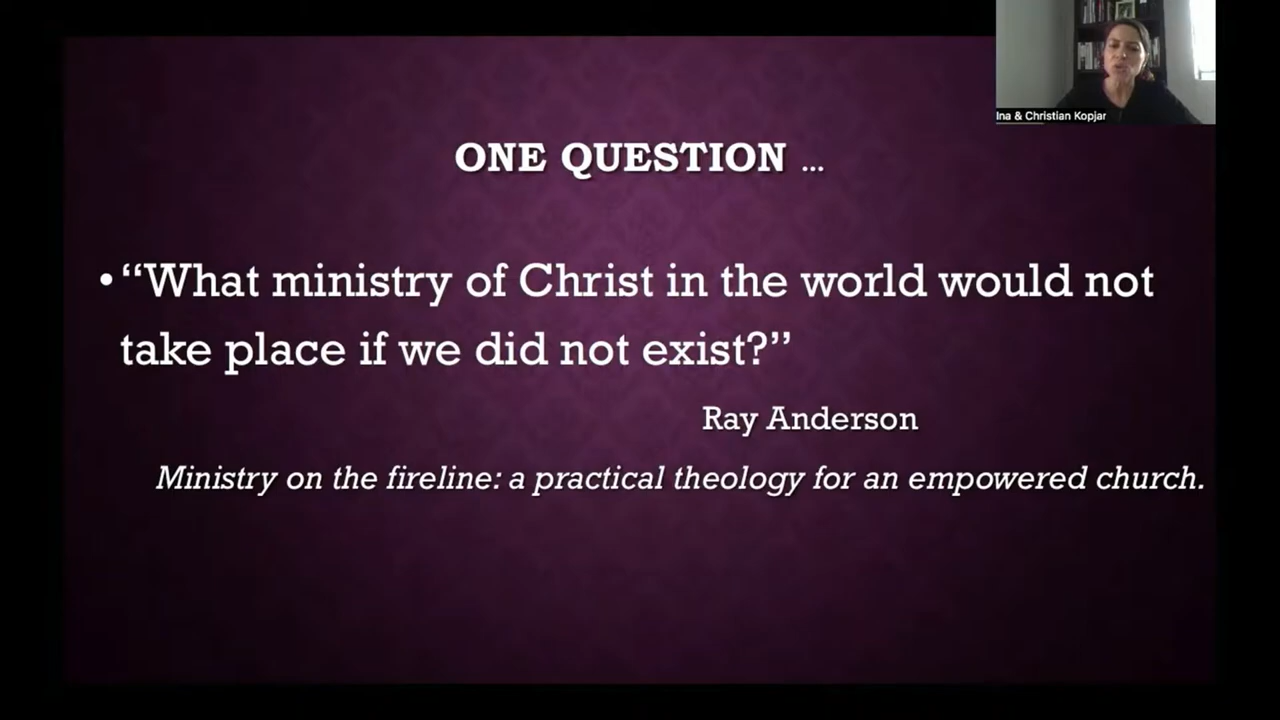 Ina & Christian Kopjar
ONE QUESTION ...
• “What ministry of Christ in the world would not
take place if we did not exist?”
Ray Anderson
Ministry on the fireline: a practical theology for an empowered church.